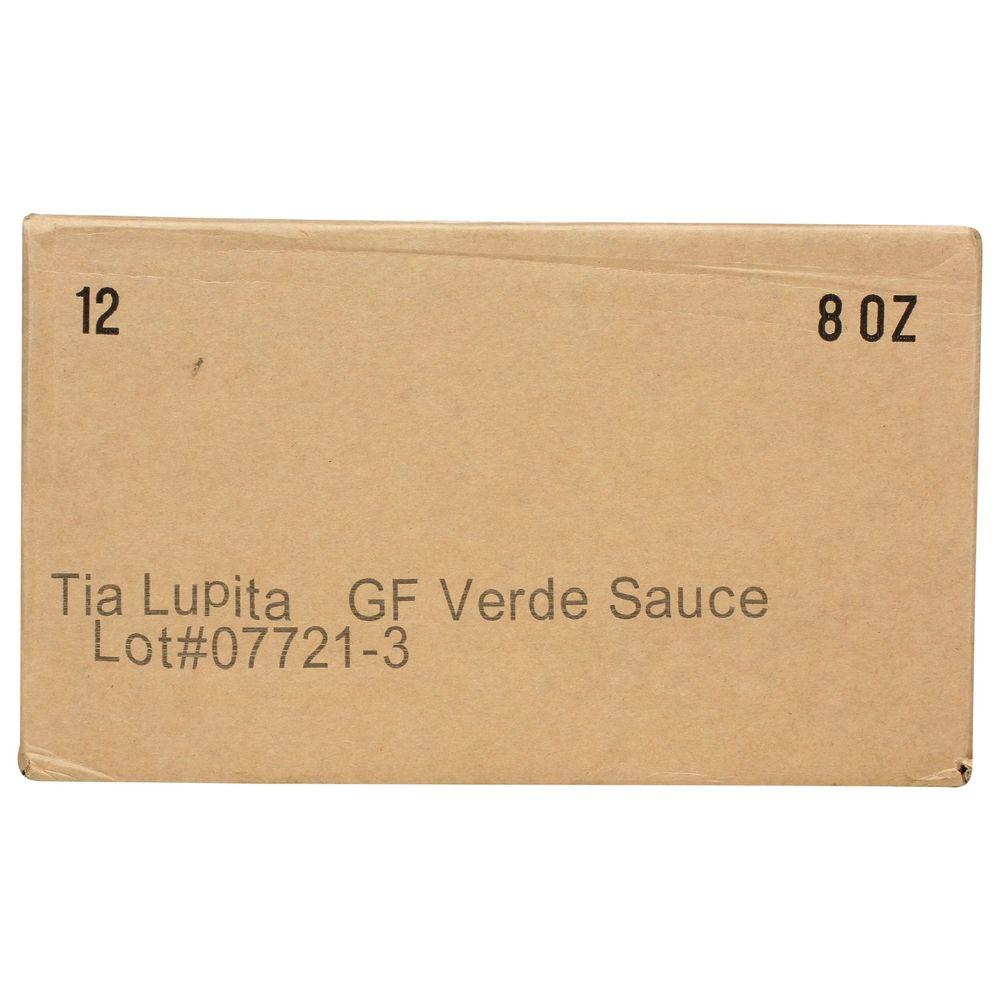 12 8 OZ
Tia Lupita GF Verde Sauce
Lot#07721-3